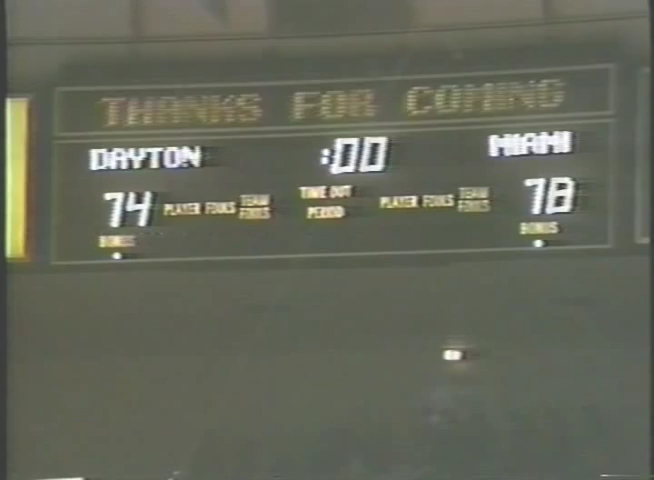 THANKS FOR COMING
DAYTON :00 MIAMI
74 PLAYER FOULS TEAM FOULS TIME OUT PLAYER FOULS TEAM FOULS 78
PERIOD
BONUS BONUS